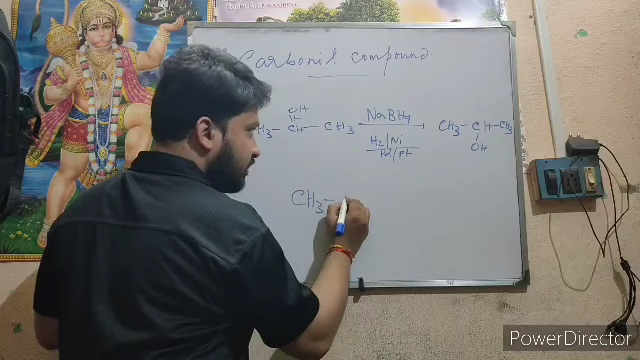 Carbonil compound
OH
CH3 - CH - CH3 NaBH4 CH3 - CH - CH3
H2/Ni OH
Pd/Pt
CH3 -
PowerDirector